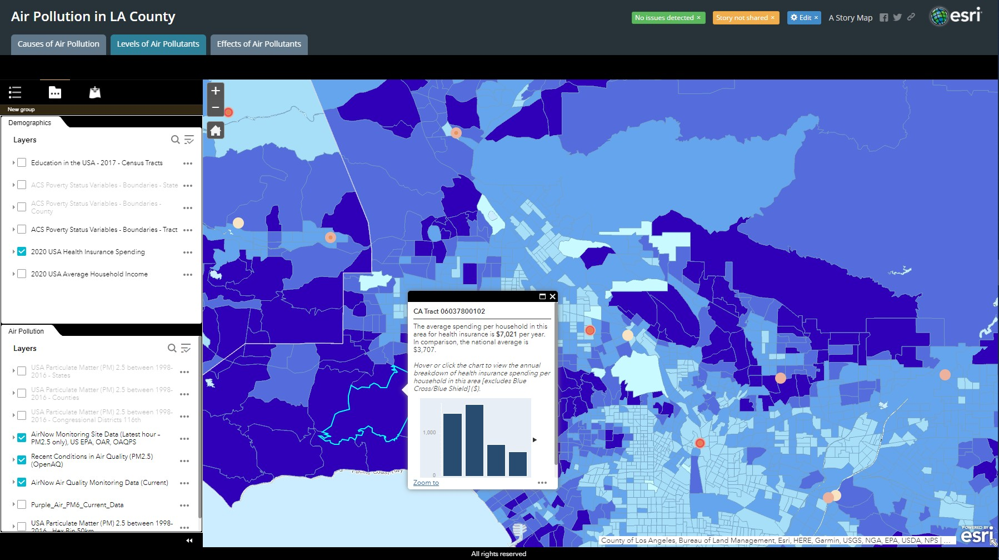 Air Pollution in LA County
No issues detected ×
Story not shared ×
Edit ×
A Story Map
esri
Causes of Air Pollution
Levels of Air Pollutants
Effects of Air Pollutants
New group
Demographics
Layers
Education in the USA - 2017 - Census Tracts
ACS Poverty Status Variables - Boundaries - State
ACS Poverty Status Variables - Boundaries -
County
ACS Poverty Status Variables - Boundaries - Tract
2020 USA Health Insurance Spending
2020 USA Average Household Income
Air Pollution
Layers
USA Particulate Matter (PM) 2.5 between 1998-
2016 - States
USA Particulate Matter (PM) 2.5 between 1998-
2016 - Counties
USA Particulate Matter (PM) 2.5 between 1998-
2016 - Congressional Districts 116th
AirNow Monitoring Site Data (Latest hour –
PM2.5 only), US EPA, OAR, OAQPS
Recent Conditions in Air Quality (PM2.5)
(OpenAQ)
AirNow Air Quality Monitoring Data (Current)
Purple_Air_PM6_Current_Data
USA Particulate Matter (PM) 2.5 between 1998-
2016 - Hex Bin 50km
+
−
CA Tract 06037800102
The average spending per household in this
area for health insurance is $7,021 per year.
In comparison, the national average is
$3,707.
Hover or click the chart to view the annual
breakdown of health insurance spending per
household in this area [excludes Blue
Cross/Blue Shield] ($).
1,000
0
Zoom to
Pacific Coast Hwy
County of Los Angeles, Bureau of Land Management, Esri, HERE, Garmin, USGS, NGA, EPA, USDA, NPS | ...
POWERED BY
esri
All rights reserved